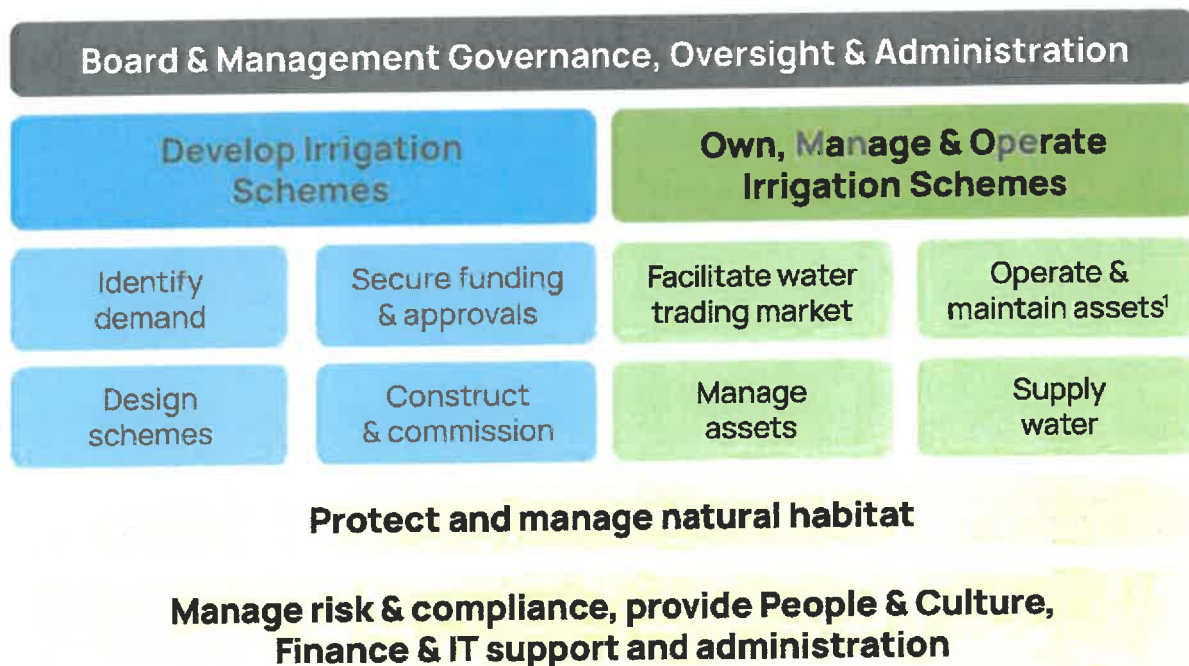 Board & Management Governance, Oversight & Administration
Develop Irrigation
Schemes
Own, Manage & Operate
Irrigation Schemes
Identify
demand
Secure funding
& approvals
Facilitate water
trading market
Operate &
maintain assets¹
Design
schemes
Construct
& commission
Manage
assets
Supply
water
Protect and manage natural habitat
Manage risk & compliance, provide People & Culture,
Finance & IT support and administration